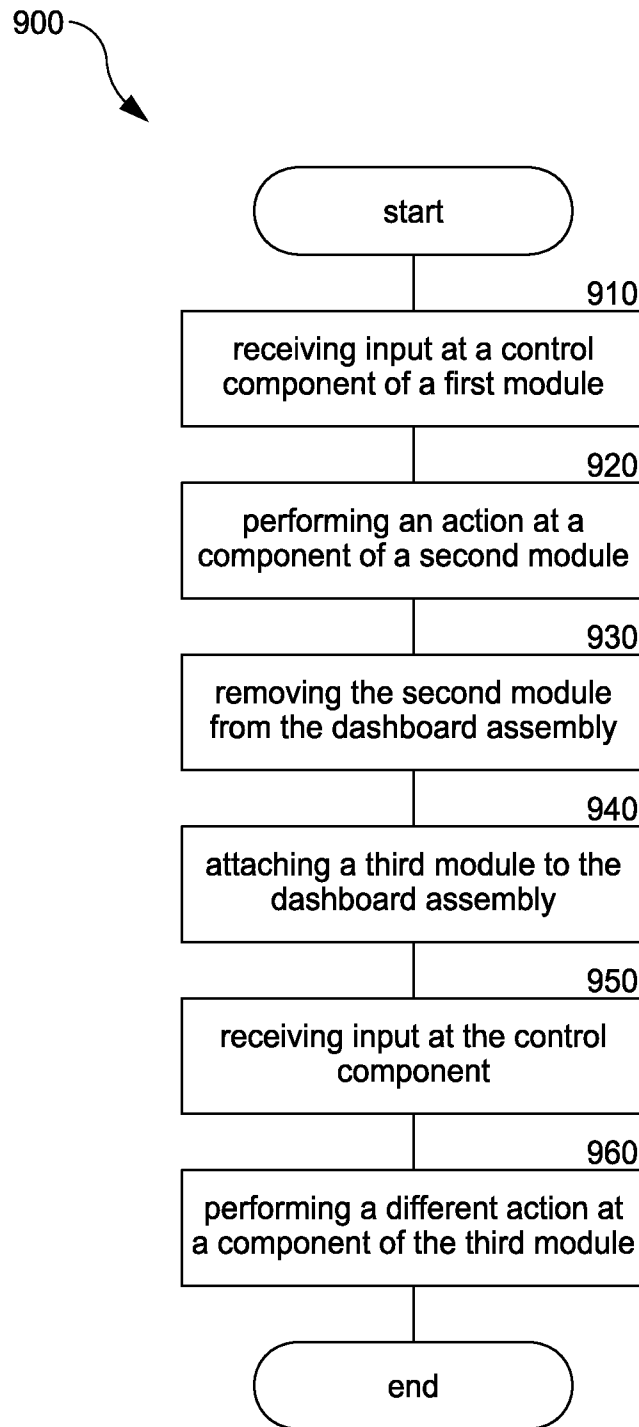 900
start
910
receiving input at a control
component of a first module
920
performing an action at a
component of a second module
930
removing the second module
from the dashboard assembly
940
attaching a third module to the
dashboard assembly
950
receiving input at the control
component
960
performing a different action at
a component of the third module
end